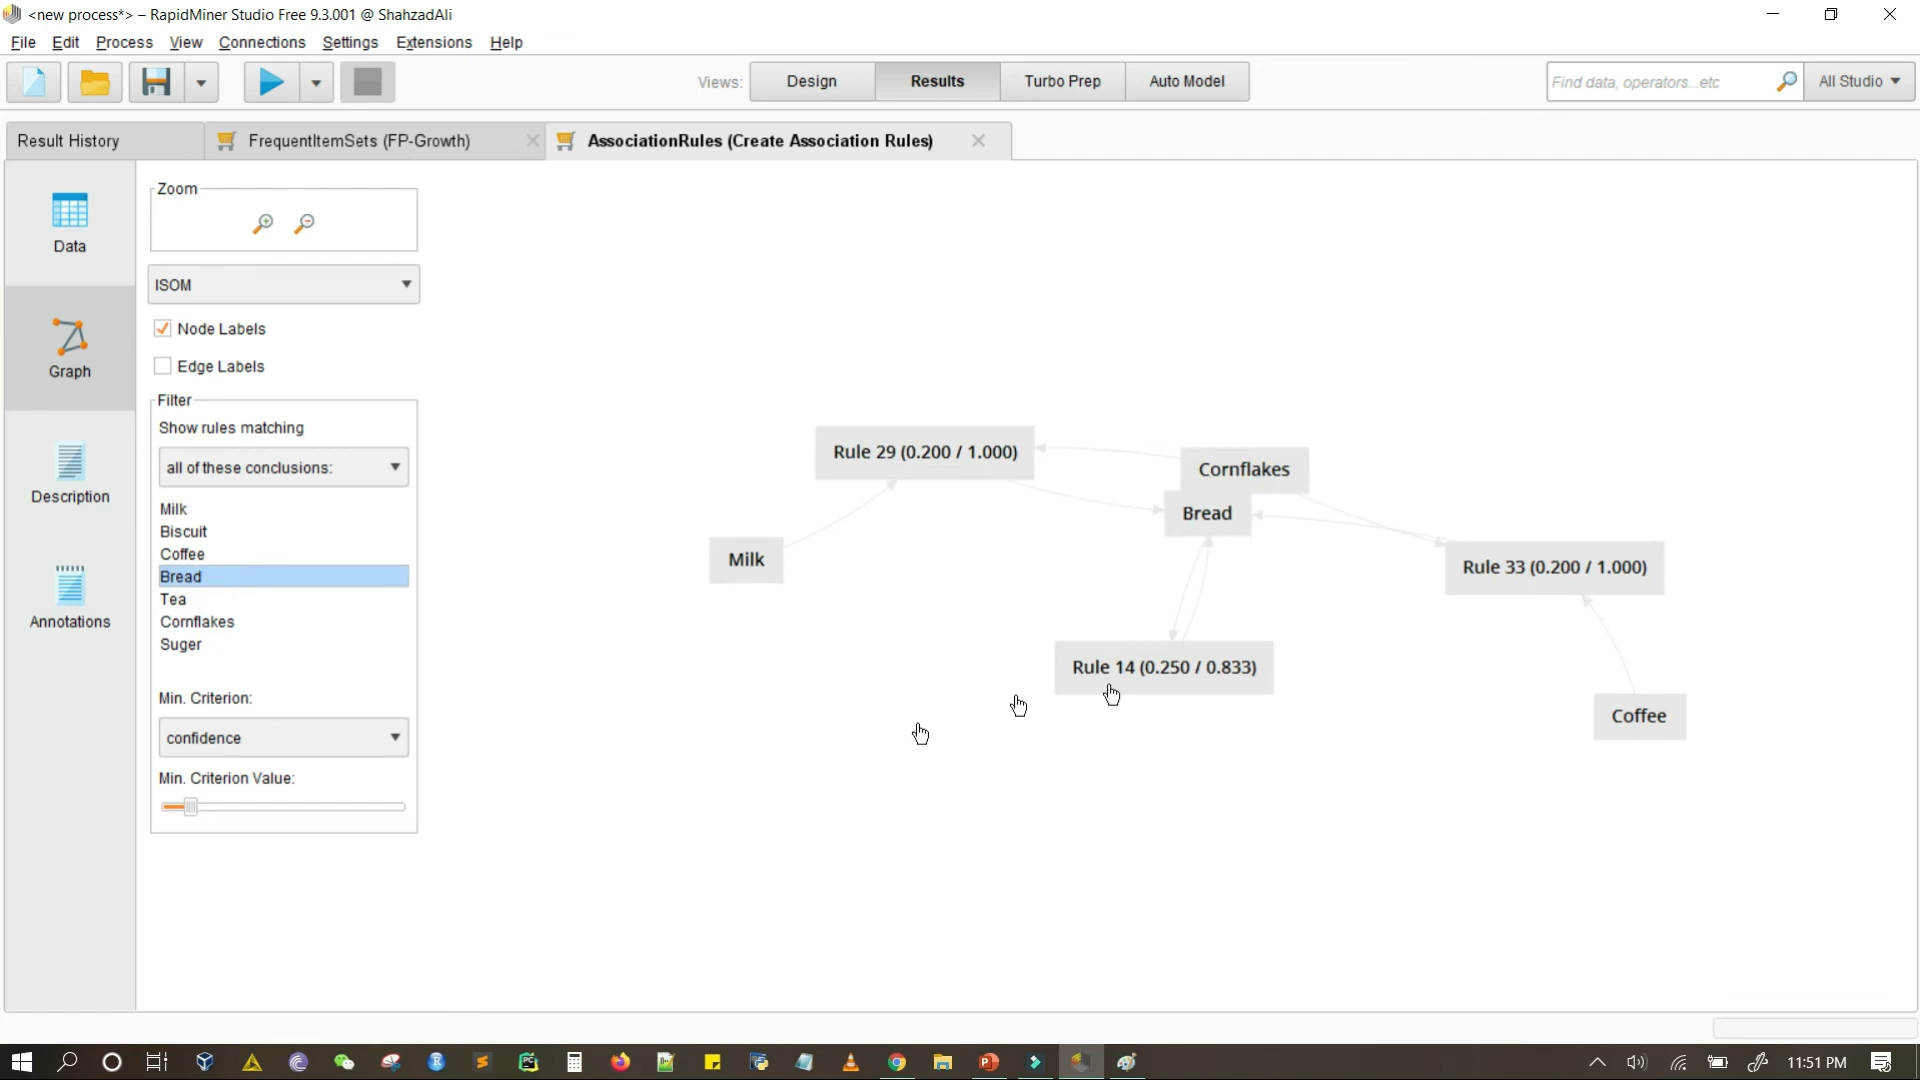 <new process*> – RapidMiner Studio Free 9.3.001 @ ShahzadAli
File Edit Process View Connections Settings Extensions Help
Views: Design Results Turbo Prep Auto Model Find data, operators...etc All Studio
Result History FrequentItemSets (FP-Growth) AssociationRules (Create Association Rules)
Zoom
Data
ISOM
Node Labels
Edge Labels
Graph
Filter
Show rules matching
all of these conclusions:
Description
Milk
Biscuit
Coffee
Bread
Tea
Cornflakes
Suger
Annotations
Min. Criterion:
confidence
Min. Criterion Value:
Rule 29 (0.200 / 1.000)
Cornflakes
Bread
Milk
Rule 33 (0.200 / 1.000)
Rule 14 (0.250 / 0.833)
Coffee
11:51 PM